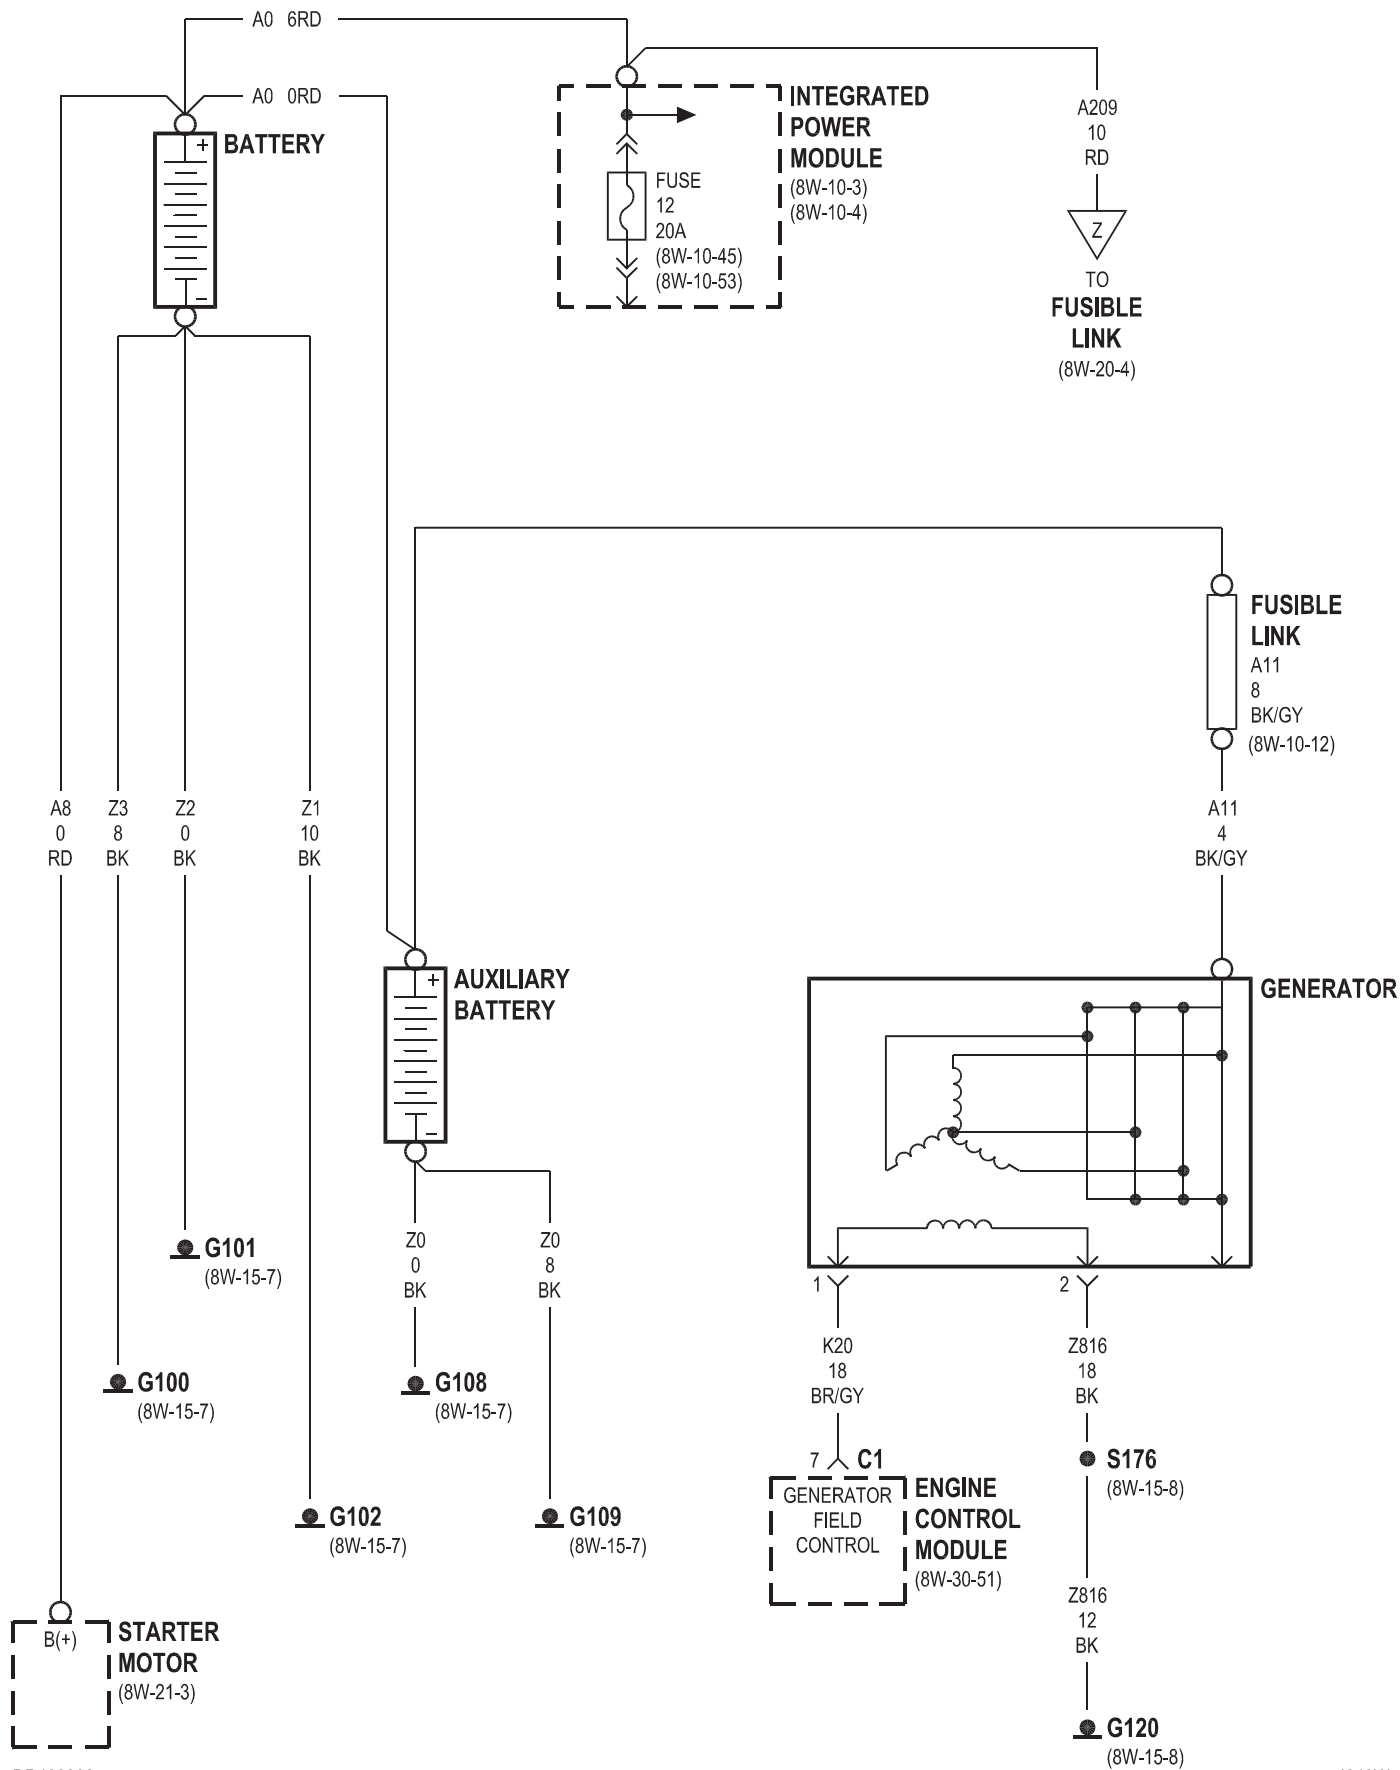 A0 6RD
A0 0RD
BATTERY
+
–
INTEGRATED
POWER
MODULE
(8W-10-3)
(8W-10-4)
FUSE
12
20A
(8W-10-45)
(8W-10-53)
A209
10
RD
Z
TO
FUSIBLE
LINK
(8W-20-4)
FUSIBLE
LINK
A11
8
BK/GY
(8W-10-12)
A8
0
RD
Z3
8
BK
Z2
0
BK
Z1
10
BK
A11
4
BK/GY
AUXILIARY
BATTERY
+
–
GENERATOR
G101
(8W-15-7)
Z0
0
BK
Z0
8
BK
1
2
K20
18
BR/GY
Z816
18
BK
G100
(8W-15-7)
G108
(8W-15-7)
7
C1
S176
(8W-15-8)
GENERATOR
FIELD
CONTROL
ENGINE
CONTROL
MODULE
(8W-30-51)
G102
(8W-15-7)
G109
(8W-15-7)
Z816
12
BK
B(+)
STARTER
MOTOR
(8W-21-3)
G120
(8W-15-8)